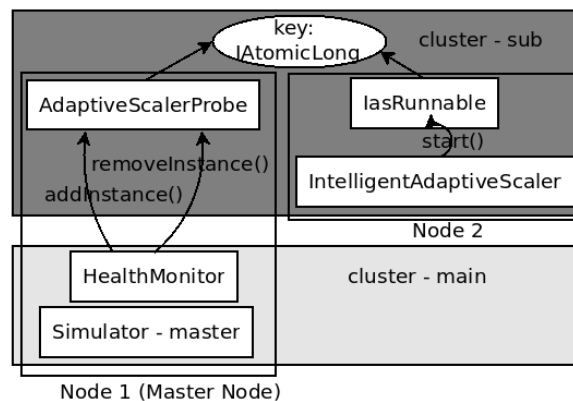 key:
IAtomicLong
cluster - sub
AdaptiveScalerProbe
IasRunnable
removeInstance()
start()
addInstance()
IntelligentAdaptiveScaler
Node 2
HealthMonitor
cluster - main
Simulator - master
Node 1 (Master Node)